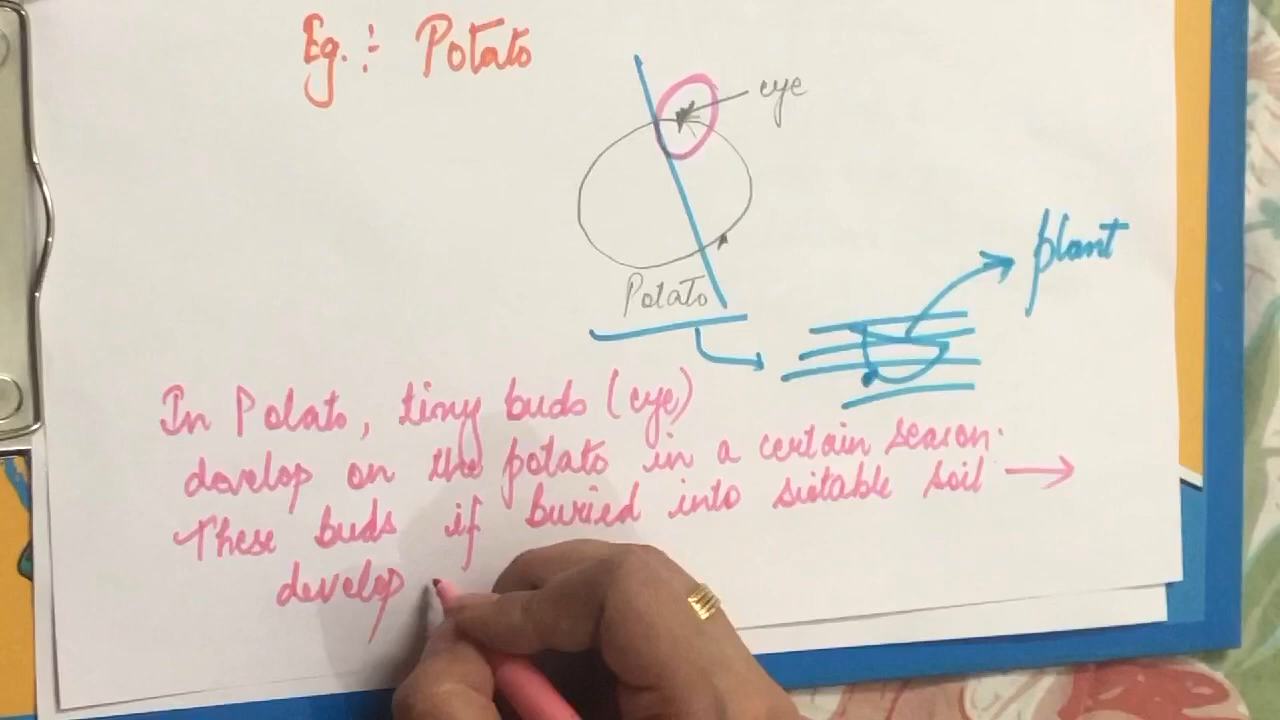 Eg. :- Potato
eye
Potato
plant
In Potato, tiny buds (eye)
develop on the potato in a certain season.
These buds if buried into suitable soil →
develop